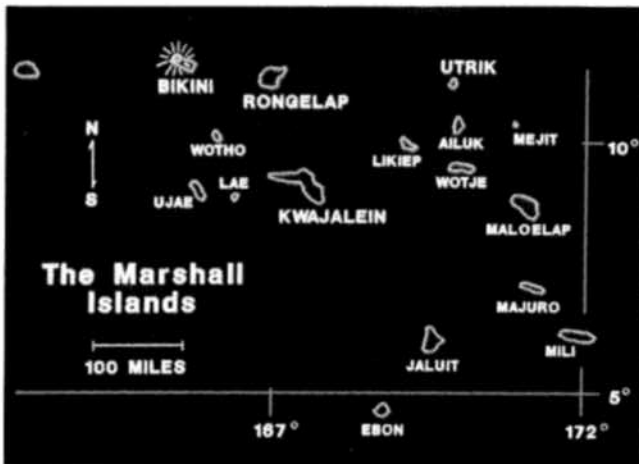 UTRIK
BIKINI
RONGELAP
N
WOTHO
LIKIEP
AILUK
MEJIT
10°
S
UJAE
LAE
KWAJALEIN
WOTJE
MALOELAP
The Marshall
Islands
MAJURO
100 MILES
JALUIT
MILI
5°
167°
EBON
172°